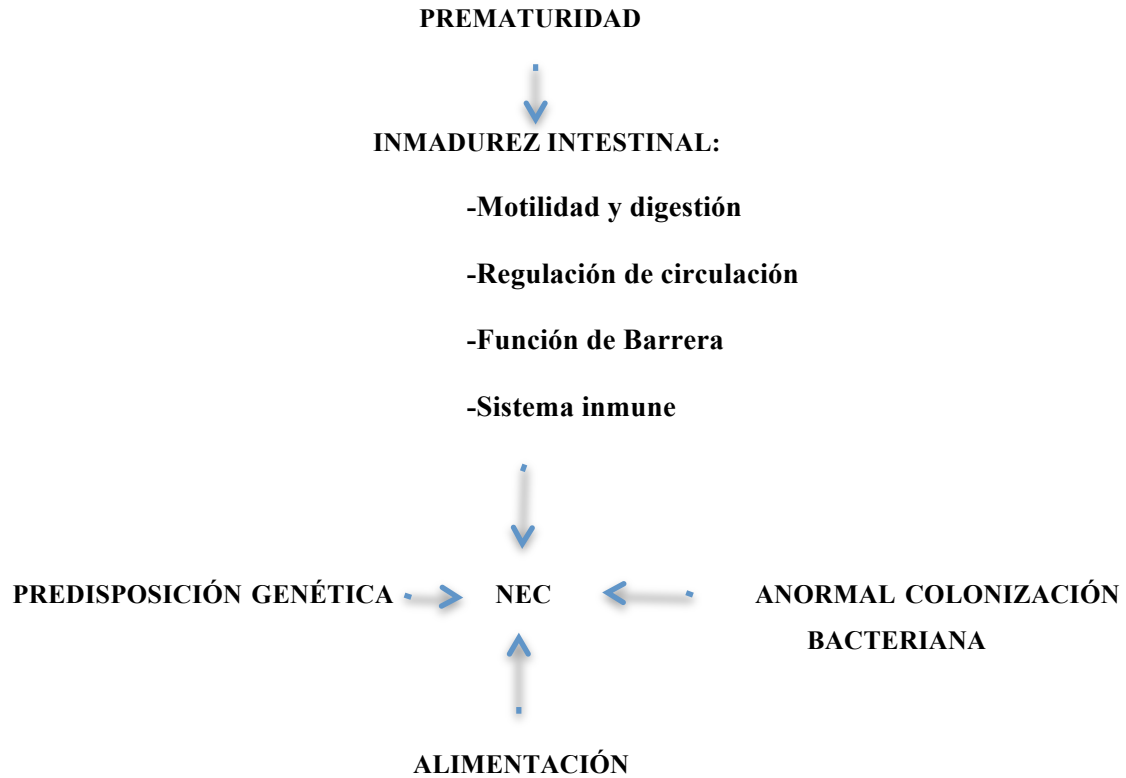 PREMATURIDAD
INMADUREZ INTESTINAL:
-Motilidad y digestión
-Regulación de circulación
-Función de Barrera
-Sistema inmune
PREDISPOSICIÓN GENÉTICA NEC ANORMAL COLONIZACIÓN
BACTERIANA
ALIMENTACIÓN